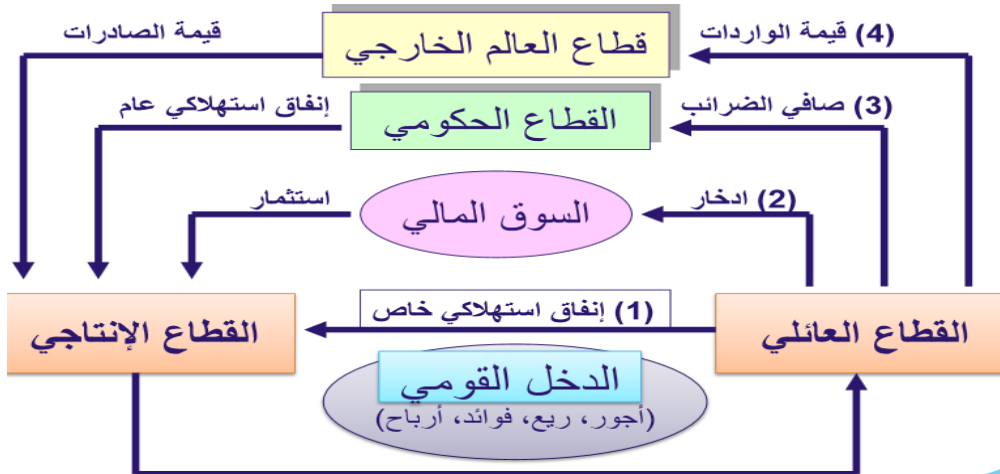 (4) قيمة الواردات
قطاع العالم الخارجي
قيمة الصادرات
(3) صافي الضرائب
القطاع الحكومي
إنفاق استهلاكي عام
(2) ادخار
السوق المالي
استثمار
القطاع العائلي
(1) إنفاق استهلاكي خاص
القطاع الإنتاجي
الدخل القومي
(أجور، ريع، فوائد، أرباح)